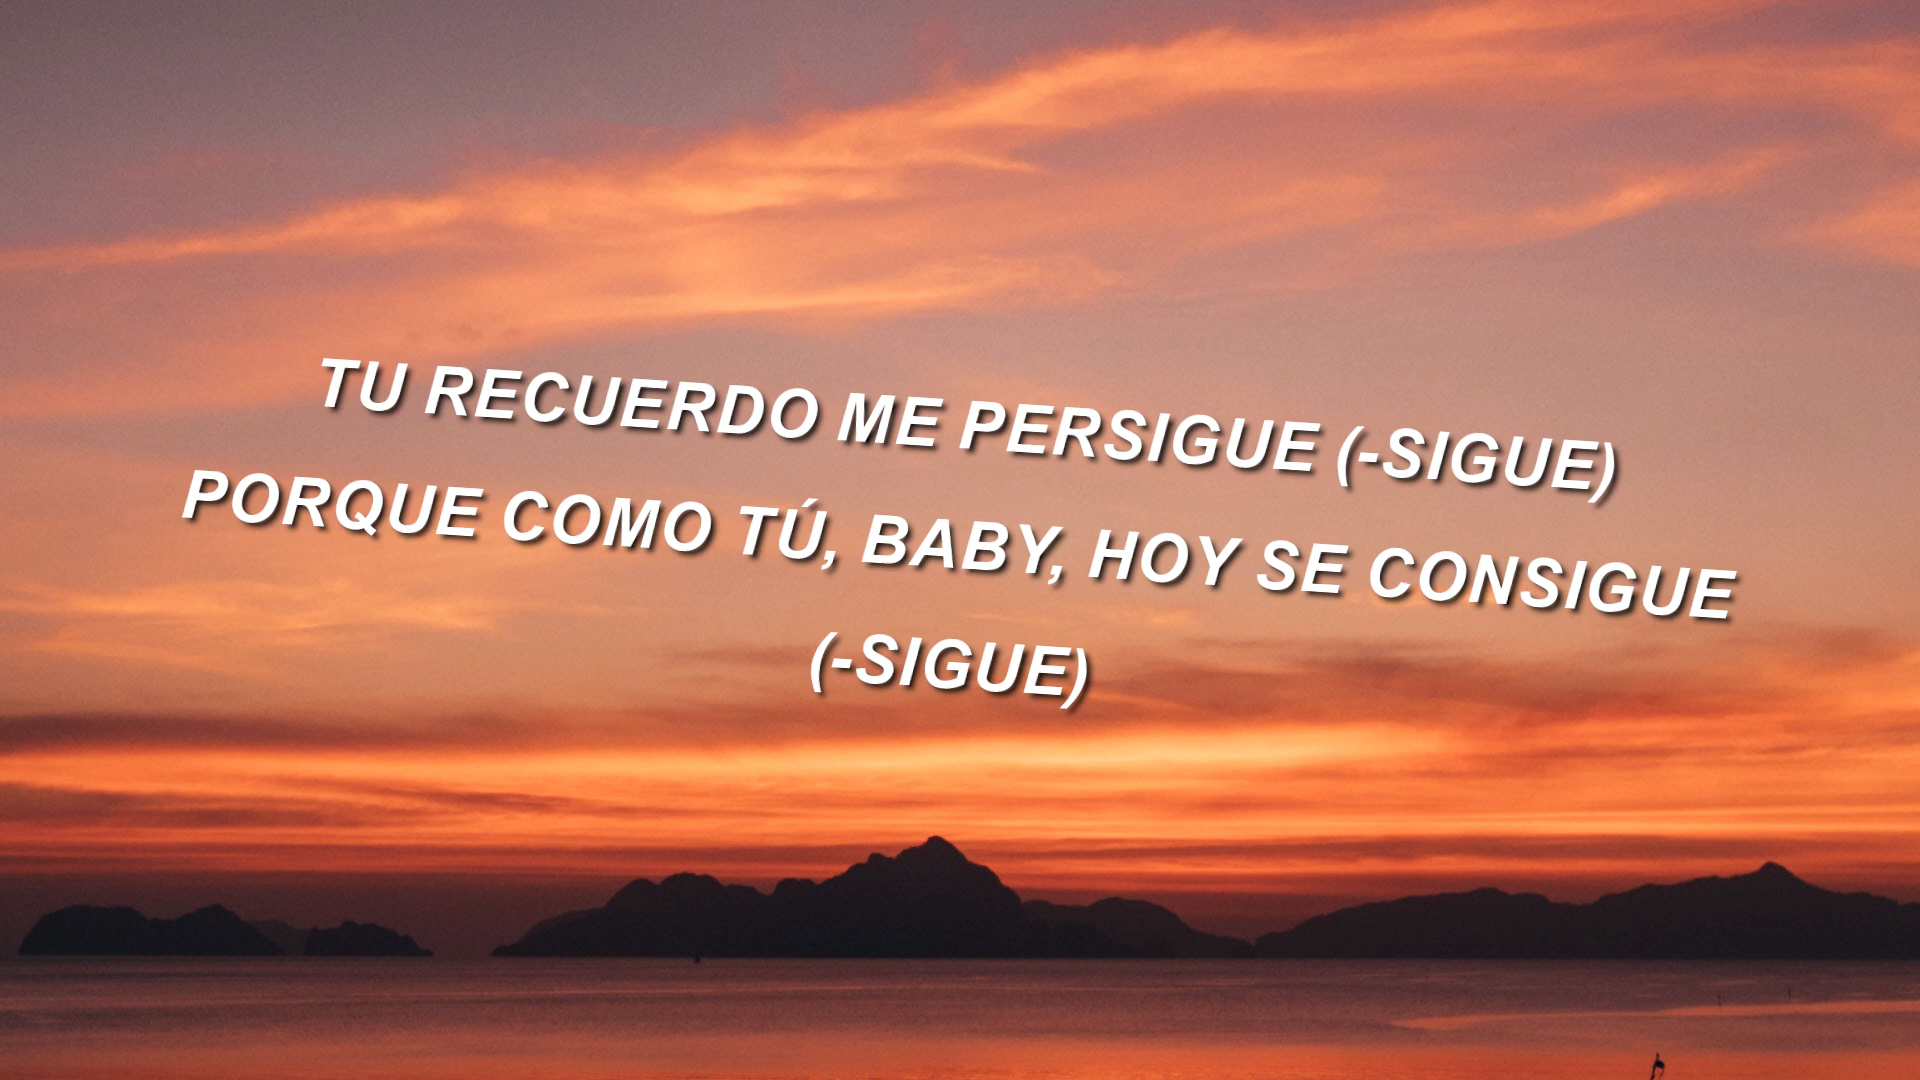 TU RECUERDO ME PERSIGUE (-SIGUE)
PORQUE COMO TÚ, BABY, HOY SE CONSIGUE
(-SIGUE)